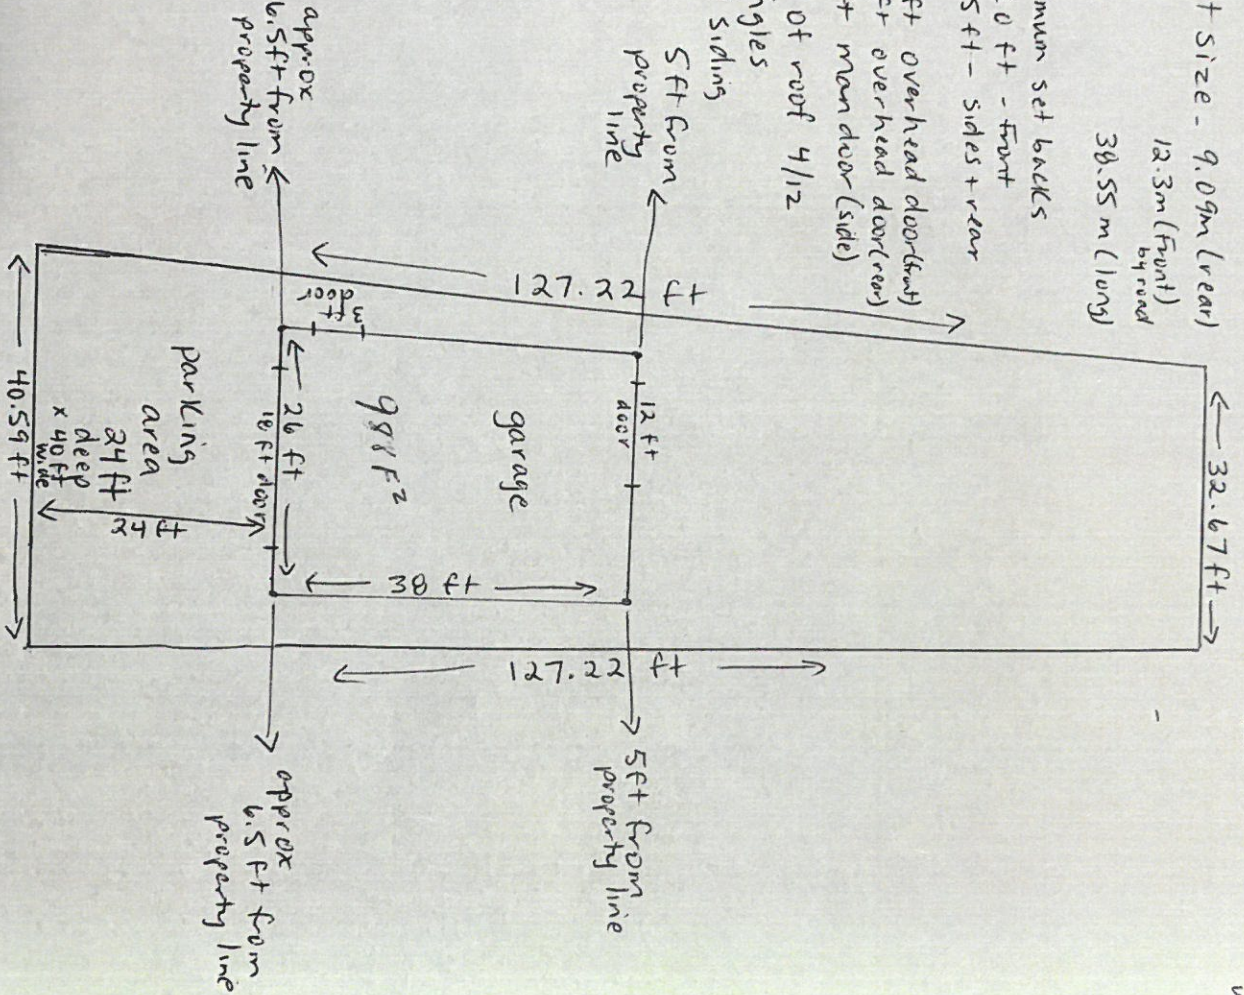 t size - 9.09m (rear)
12.3m (front)
by road
38.55 m (long)
mum set backs
0 ft - front
5 ft - sides + rear
ft overhead door (front)
ft overhead door (rear)
t man door (side)
of roof 4/12
ngles
siding
5 ft from
property
line
approx
6.5 ft from
property line
127.22 ft
32.67 ft
3 ft
door
12 ft
door
garage
988 F²
26 ft
18 ft door
38 ft
parking
area
24 ft
deep
x 40 ft
wide
24 ft
40.59 ft
127.22 ft
5 ft from
property line
approx
6.5 ft from
property line